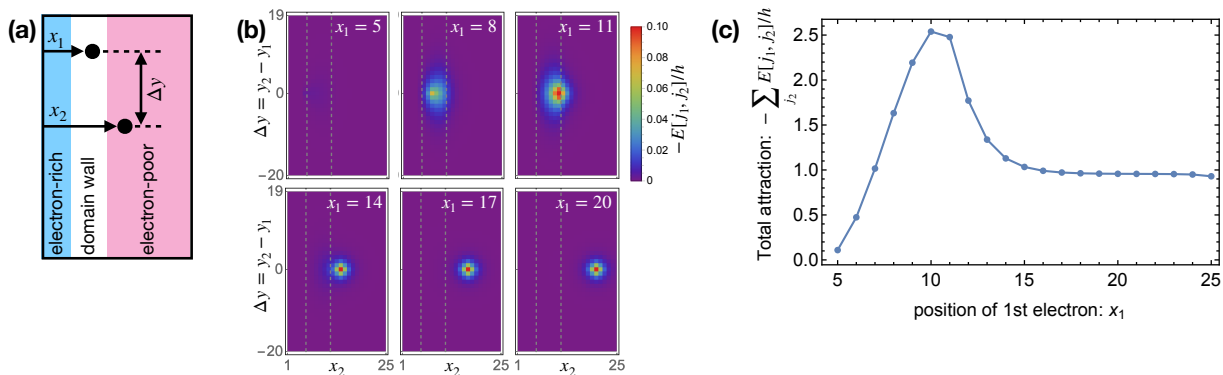 (a)
x₁
Δy
x₂
electron-rich
domain wall
electron-poor
(b)
Δy = y₂ − y₁
19
0
−20
x₁ = 5
x₁ = 8
x₁ = 11
0.10
0.08
0.06
0.04
0.02
0
−E[j₁, j₂]/h
Δy = y₂ − y₁
19
0
−20
x₁ = 14
x₁ = 17
x₁ = 20
1 x₂ 25
1 x₂ 25
1 x₂ 25
(c)
Total attraction: − ∑ E[j₁, j₂]/h
j₂
2.5
2.0
1.5
1.0
0.5
0.0
5 10 15 20 25
position of 1st electron: x₁